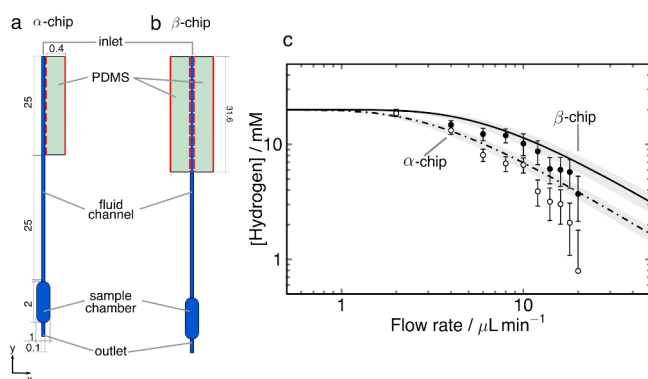 a α-chip
b β-chip
inlet
0.4
PDMS
25
31.6
fluid
channel
25
sample
chamber
2
1
0.1
outlet
y
x
c
[Hydrogen] / mM
10
1
α-chip
β-chip
1
10
Flow rate / μL min⁻¹